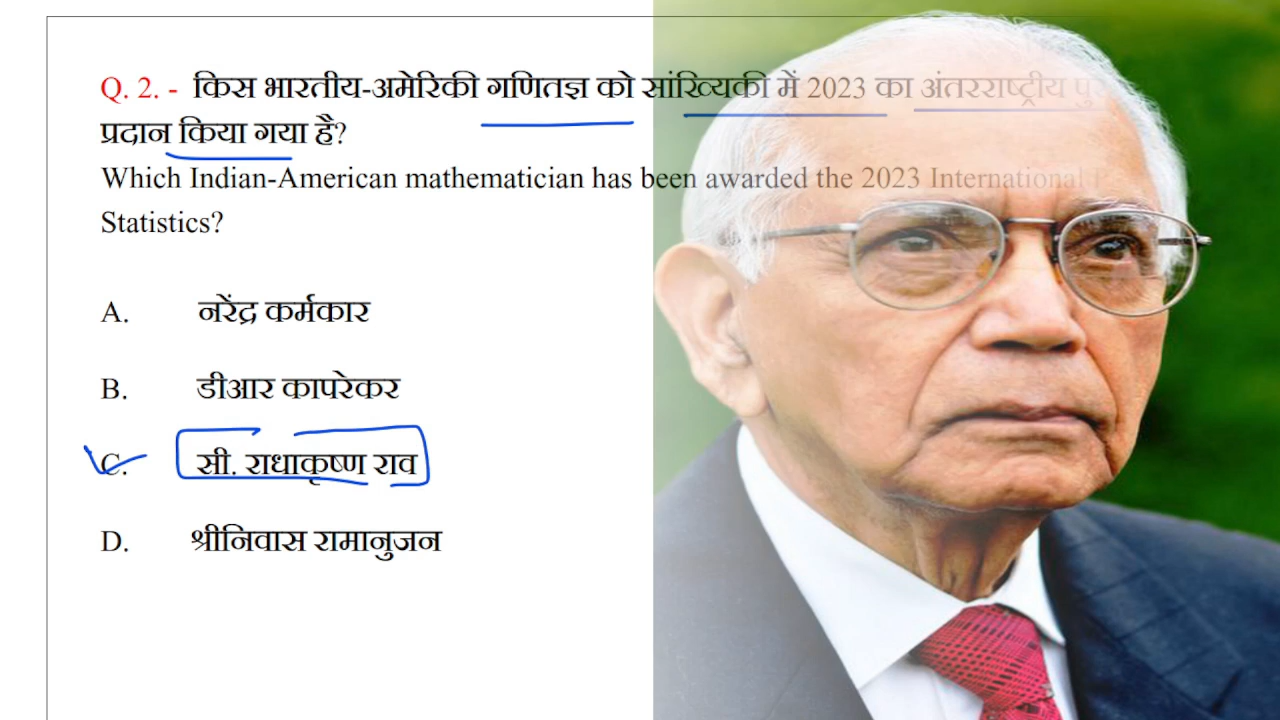 Q. 2. - किस भारतीय-अमेरिकी गणितज्ञ को सांख्यिकी में 2023 का अंतरराष्ट्रीय
प्रदान किया गया है?
Which Indian-American mathematician has been awarded the 2023 International
Statistics?
A. नरेंद्र कर्मकार
B. डीआर कापरेकर
C. सी. राधाकृष्ण राव
D. श्रीनिवास रामानुजन